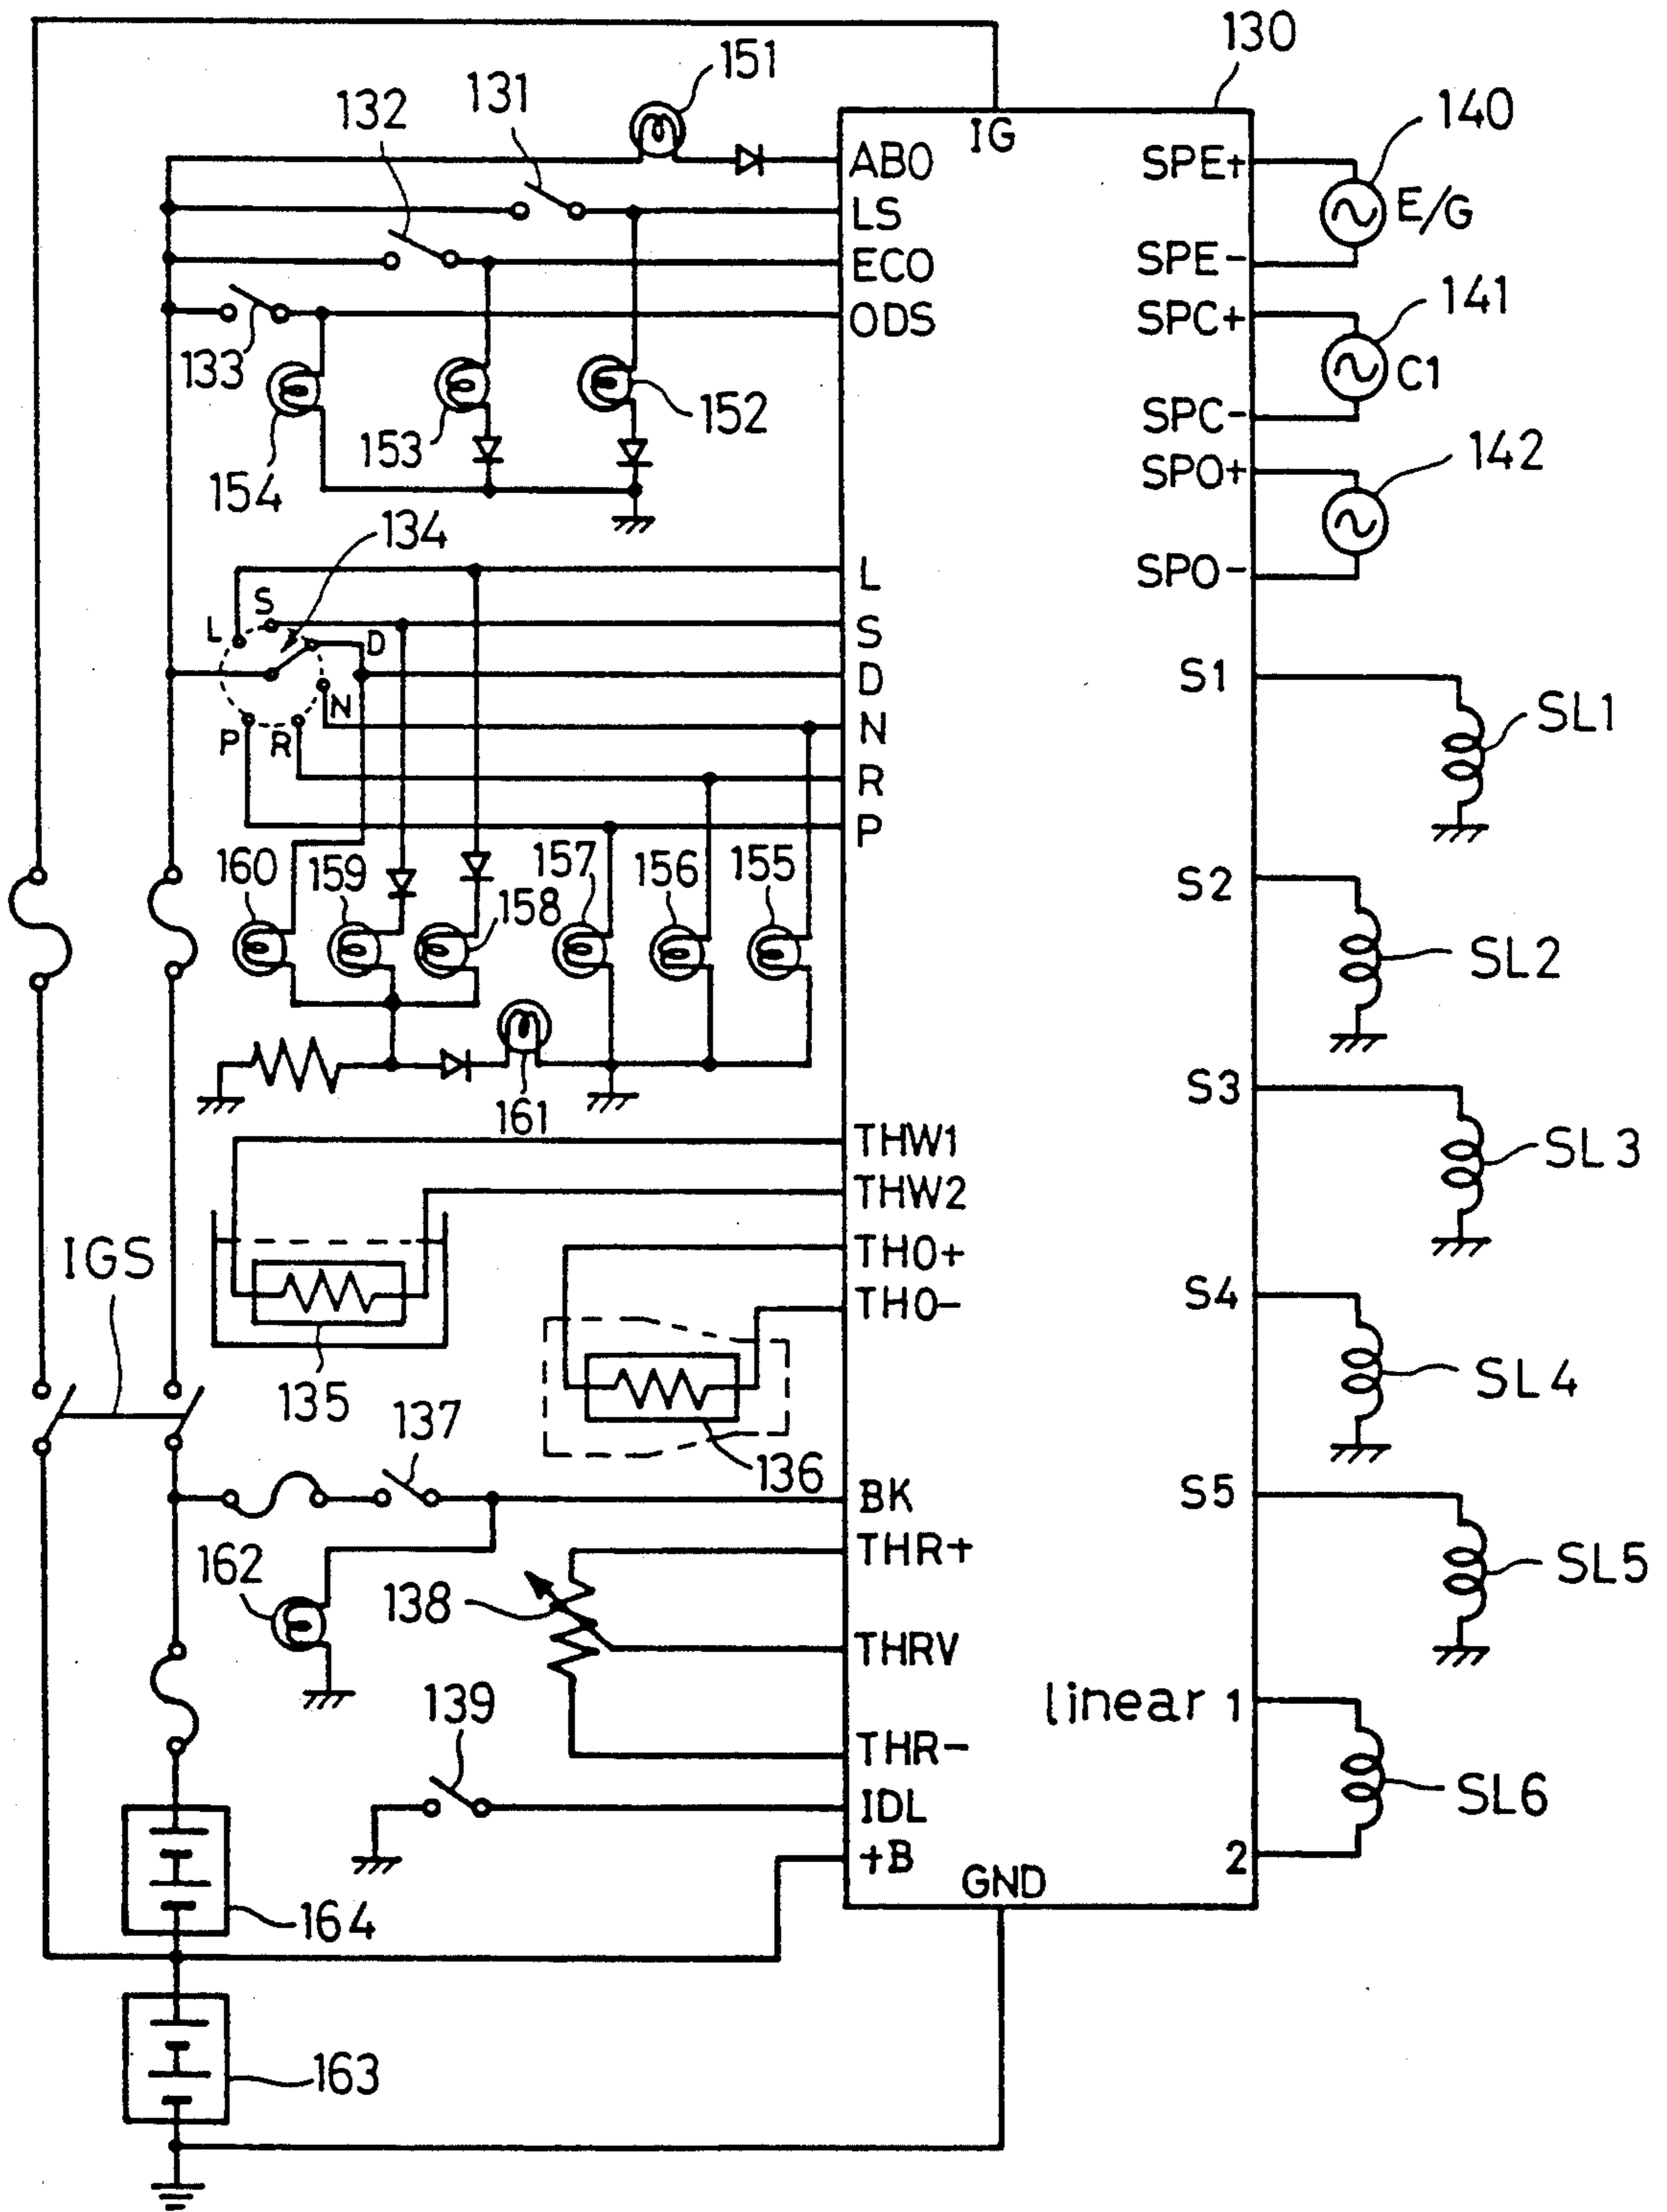 130
151
131
132
140
IG
ABO
SPE+
LS
E/G
ECO
SPE-
141
ODS
SPC+
133
C1
152
SPC-
153
142
154
SPO+
134
SPO-
L
S
L
S
D
S1
D
N
N
SL1
P
R
R
P
160
159
157
156
155
S2
158
SL2
161
S3
THW1
SL3
THW2
IGS
THO+
S4
THO-
135
SL4
137
136
S5
BK
162
THR+
SL5
138
THRV
139
linear 1
THR-
SL6
IDL
+B
2
GND
164
163